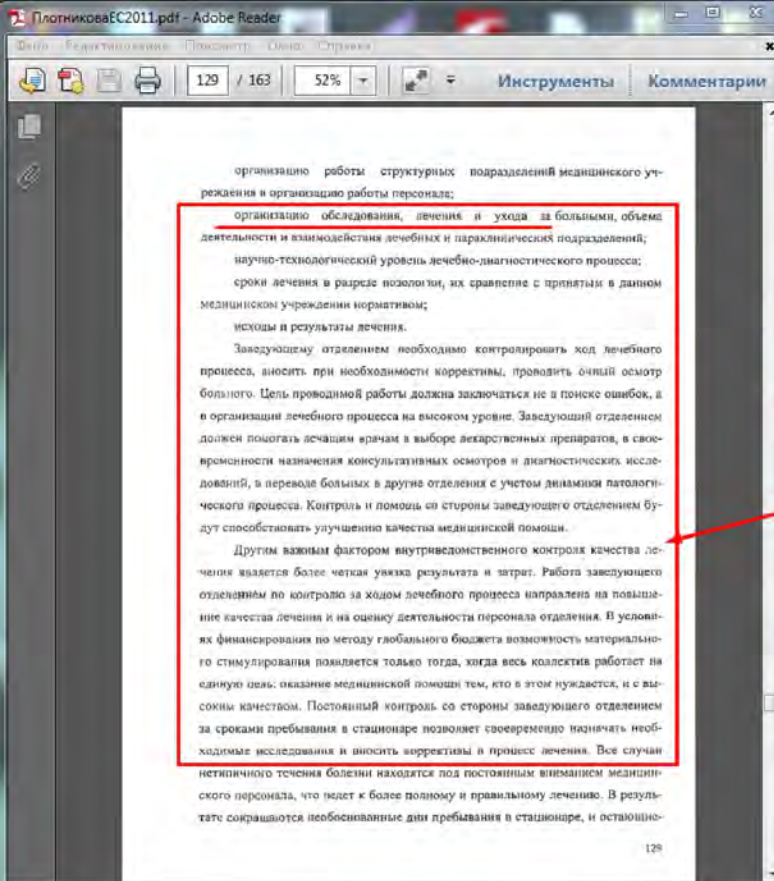 ПлотниковаЕС2011.pdf - Adobe Reader
Файл Редактирование Просмотр Окно Справка
129 / 163 52% Инструменты Комментарии
организацию работы структурных подразделений медицинского уч-
реждения и организацию работы персонала;
организацию обследования, лечения и ухода за больными, объема
деятельности и взаимодействия лечебных и параклинических подразделений;
научно-технологический уровень лечебно-диагностического процесса;
сроки лечения в разрезе нозологии, их сравнение с принятым в данном
медицинском учреждении нормативом;
исходы и результаты лечения.
Заведующему отделением необходимо контролировать ход лечебного
процесса, вносить при необходимости коррективы, проводить очный осмотр
больного. Цель проводимой работы должна заключаться не в поиске ошибок, а
в организации лечебного процесса на высоком уровне. Заведующий отделением
должен помогать лечащим врачам в выборе лекарственных препаратов, в свое-
временности назначения консультативных осмотров и диагностических иссле-
дований, в переводе больных в другие отделения с учетом динамики патологи-
ческого процесса. Контроль и помощь со стороны заведующего отделением бу-
дут способствовать улучшению качества медицинской помощи.
Другим важным фактором внутриведомственного контроля качества ле-
чения является более четкая увязка результата и затрат. Работа заведующего
отделением по контролю за ходом лечебного процесса направлена на повыше-
ние качества лечения и на оценку деятельности персонала отделения. В услови-
ях финансирования по методу глобального бюджета возможность материально-
го стимулирования появляется только тогда, когда весь коллектив работает на
единую цель: оказание медицинской помощи тем, кто в этом нуждается, и с вы-
соким качеством. Постоянный контроль со стороны заведующего отделением
за сроками пребывания в стационаре позволяет своевременно назначать необ-
ходимые исследования и вносить коррективы в процесс лечения. Все случаи
нетипичного течения болезни находятся под постоянным вниманием медицин-
ского персонала, что ведет к более полному и правильному лечению. В резуль-
тате сокращаются необоснованные дни пребывания в стационаре, и остающие-
129